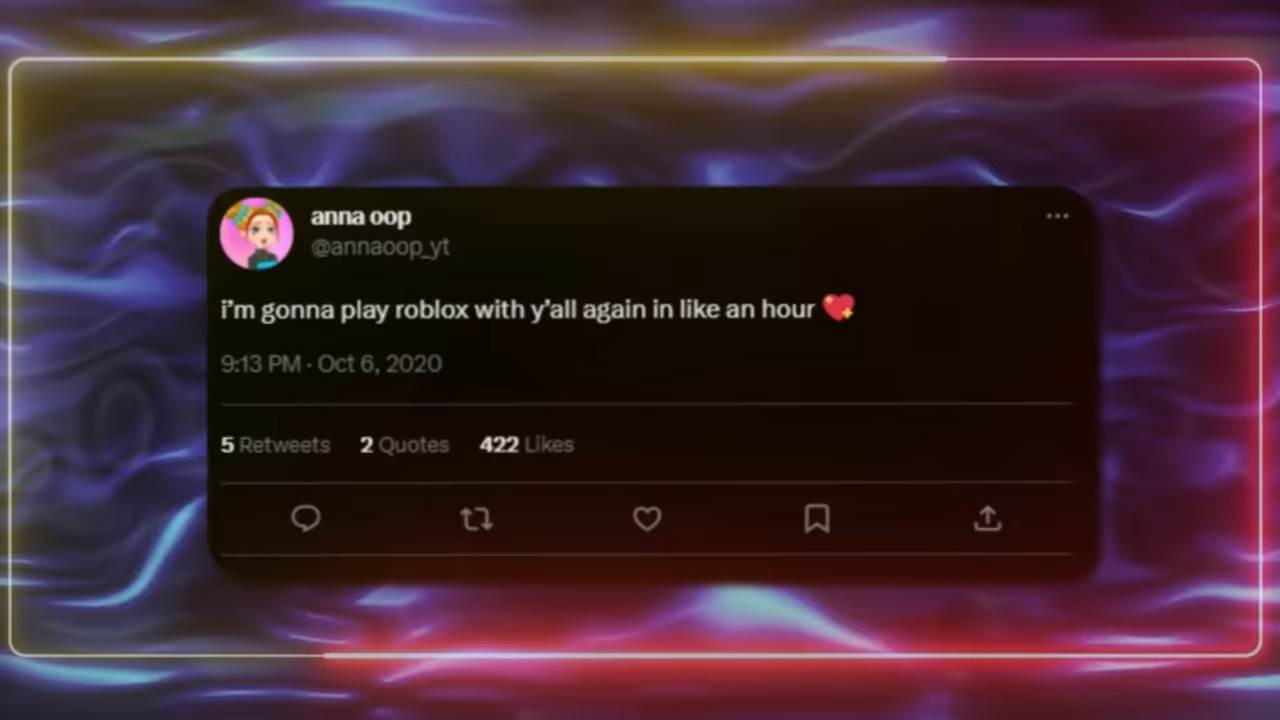 anna oop
@annaoop_yt
i'm gonna play roblox with y'all again in like an hour 💖
9:13 PM · Oct 6, 2020
5 Retweets 2 Quotes 422 Likes